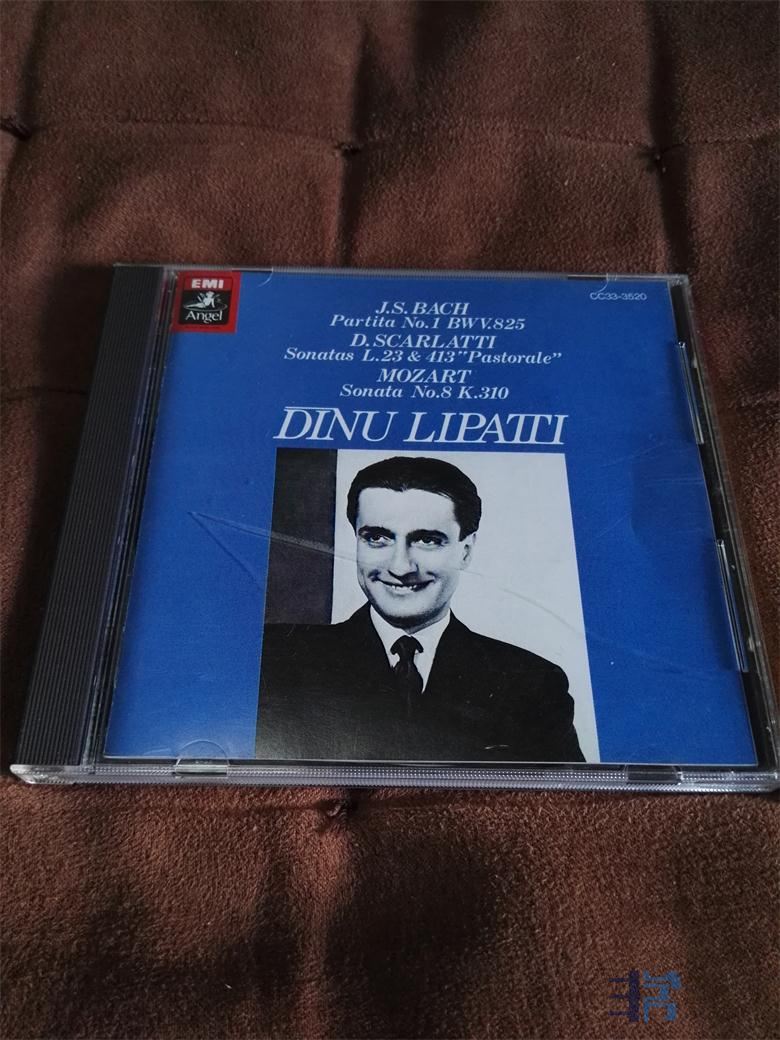 EMI
Angel
CC33-3520
J.S.BACH
Partita No.1 BWV.825
D.SCARLATTI
Sonatas L.23 & 413"Pastorale"
MOZART
Sonata No.8 K.310
DINU LIPATTI